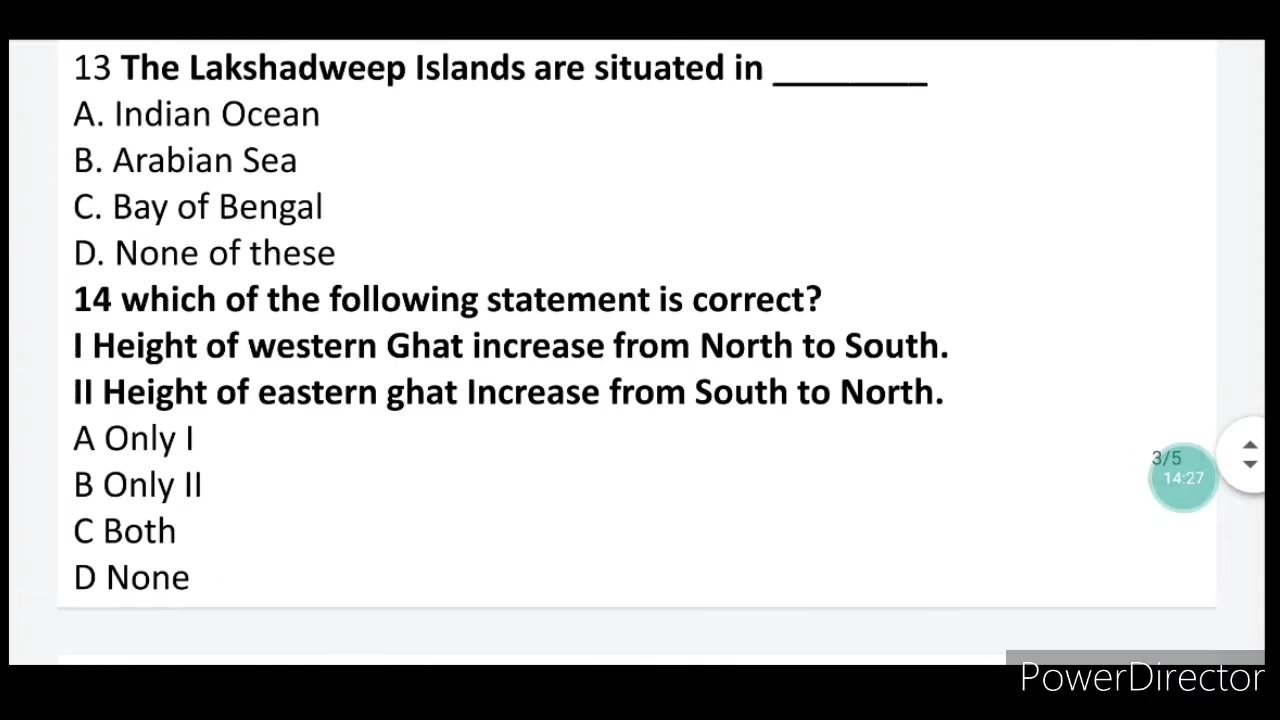 13 The Lakshadweep Islands are situated in ________
A. Indian Ocean
B. Arabian Sea
C. Bay of Bengal
D. None of these
14 which of the following statement is correct?
I Height of western Ghat increase from North to South.
II Height of eastern ghat Increase from South to North.
A Only I
B Only II
C Both
D None
3/5
14:27
PowerDirector